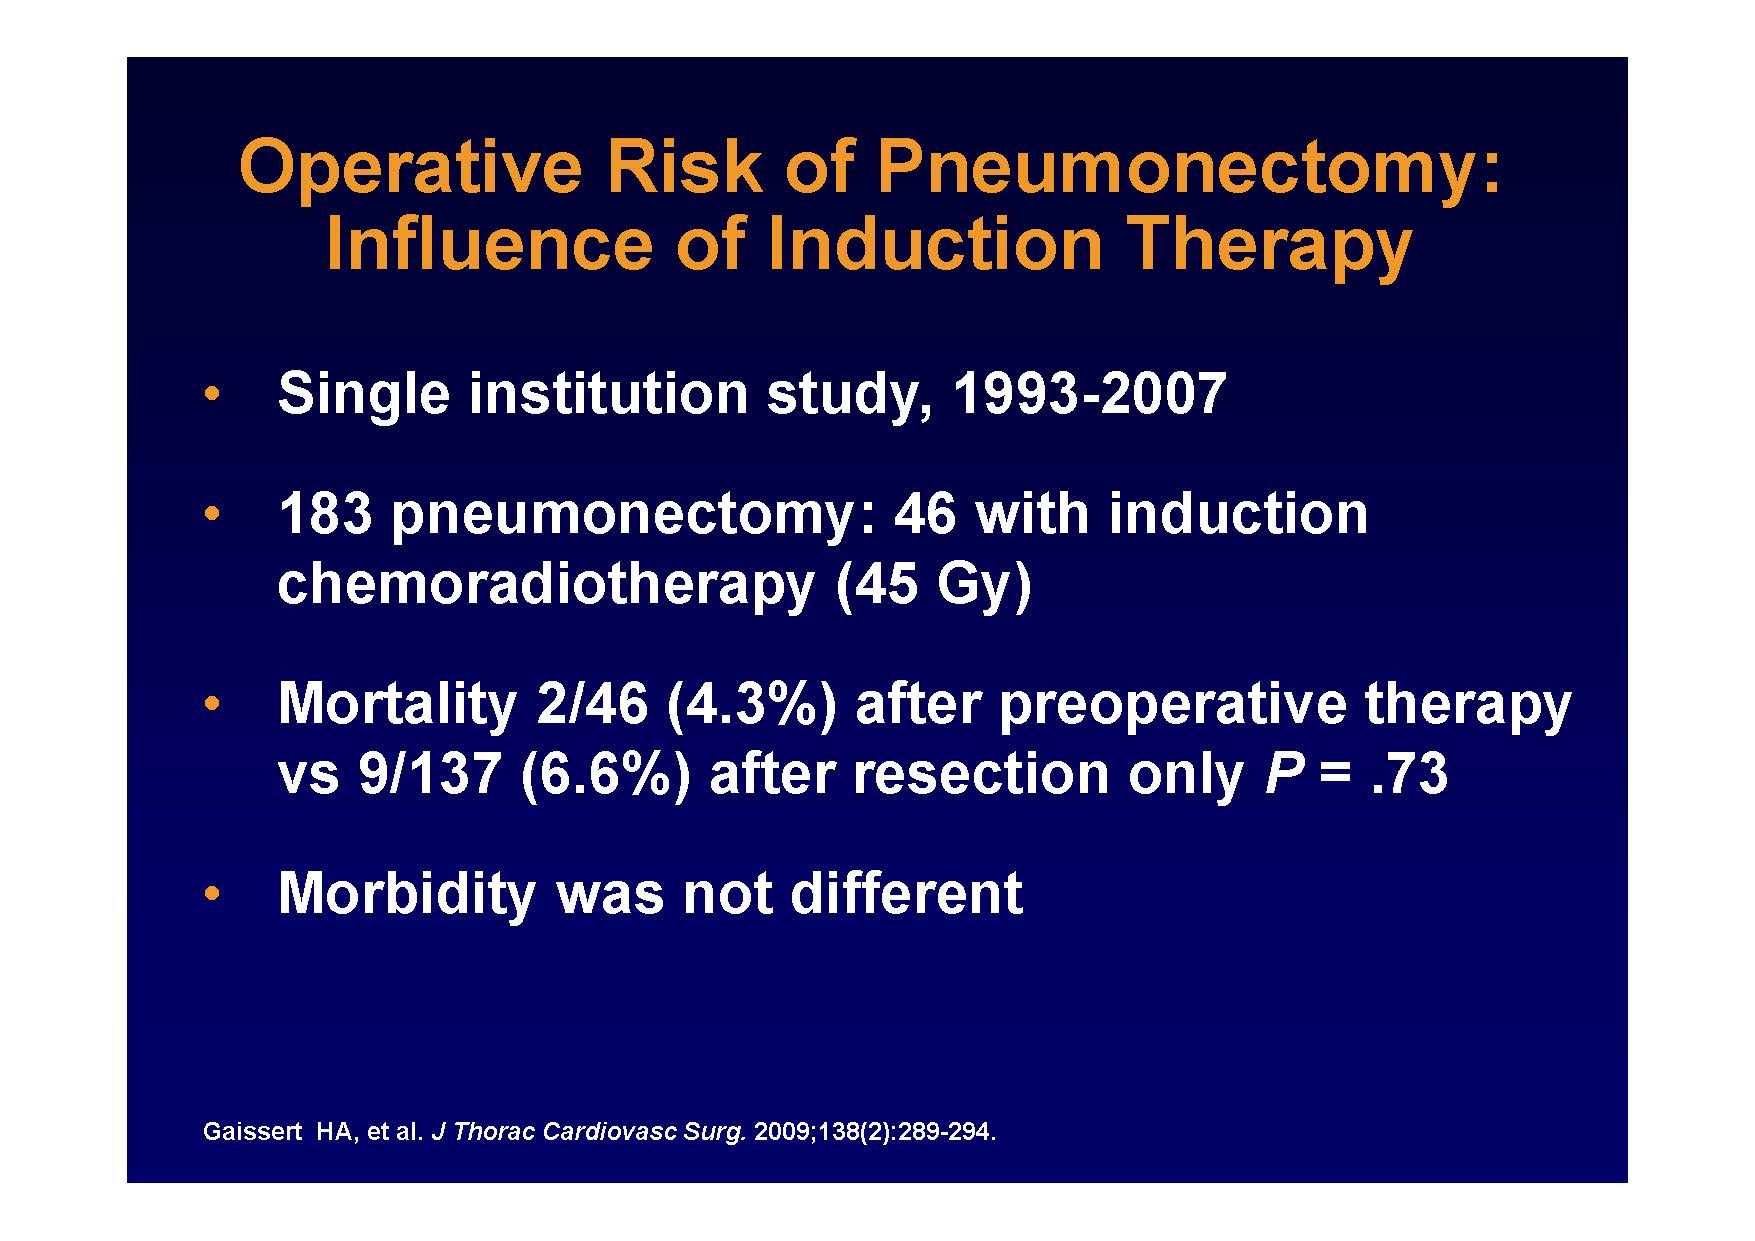 Operative Risk of Pneumonectomy:
Influence of Induction Therapy
• Single institution study, 1993-2007
• 183 pneumonectomy: 46 with induction
chemoradiotherapy (45 Gy)
• Mortality 2/46 (4.3%) after preoperative therapy
vs 9/137 (6.6%) after resection only P = .73
• Morbidity was not different
Gaissert HA, et al. J Thorac Cardiovasc Surg. 2009;138(2):289-294.